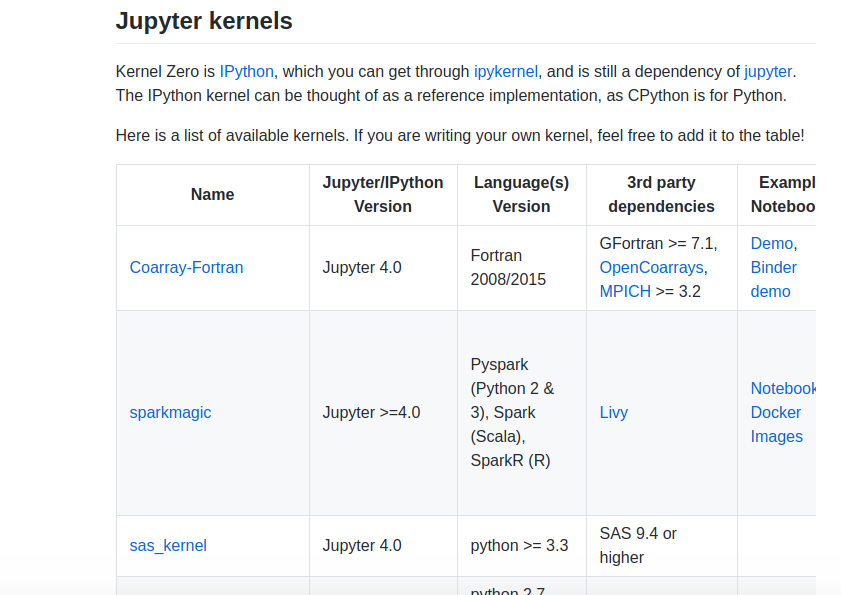 Jupyter kernels
Kernel Zero is IPython, which you can get through ipykernel, and is still a dependency of jupyter.
The IPython kernel can be thought of as a reference implementation, as CPython is for Python.
Here is a list of available kernels. If you are writing your own kernel, feel free to add it to the table!
Name
Jupyter/IPython
Version
Language(s)
Version
3rd party
dependencies
Exampl
Noteboo
Coarray-Fortran
Jupyter 4.0
Fortran
2008/2015
GFortran >= 7.1,
OpenCoarrays,
MPICH >= 3.2
Demo,
Binder
demo
sparkmagic
Jupyter >=4.0
Pyspark
(Python 2 &
3), Spark
(Scala),
SparkR (R)
Livy
Notebook
Docker
Images
sas_kernel
Jupyter 4.0
python >= 3.3
SAS 9.4 or
higher
python 2.7